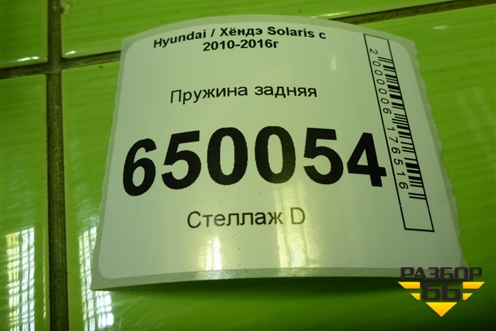 Hyundai / Хёндэ Solaris с
2010-2016г
Пружина задняя
650054
Стеллаж D
2000006176516
РАЗБОР
66